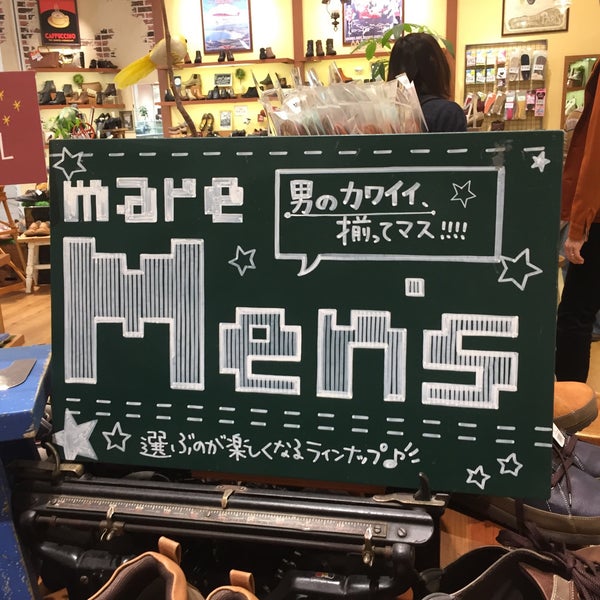 CAPPUCCINO
L
mare
男のカワイイ、
揃ってマス!!!!
Men's
選ぶのが楽しくなるラインナップ♪